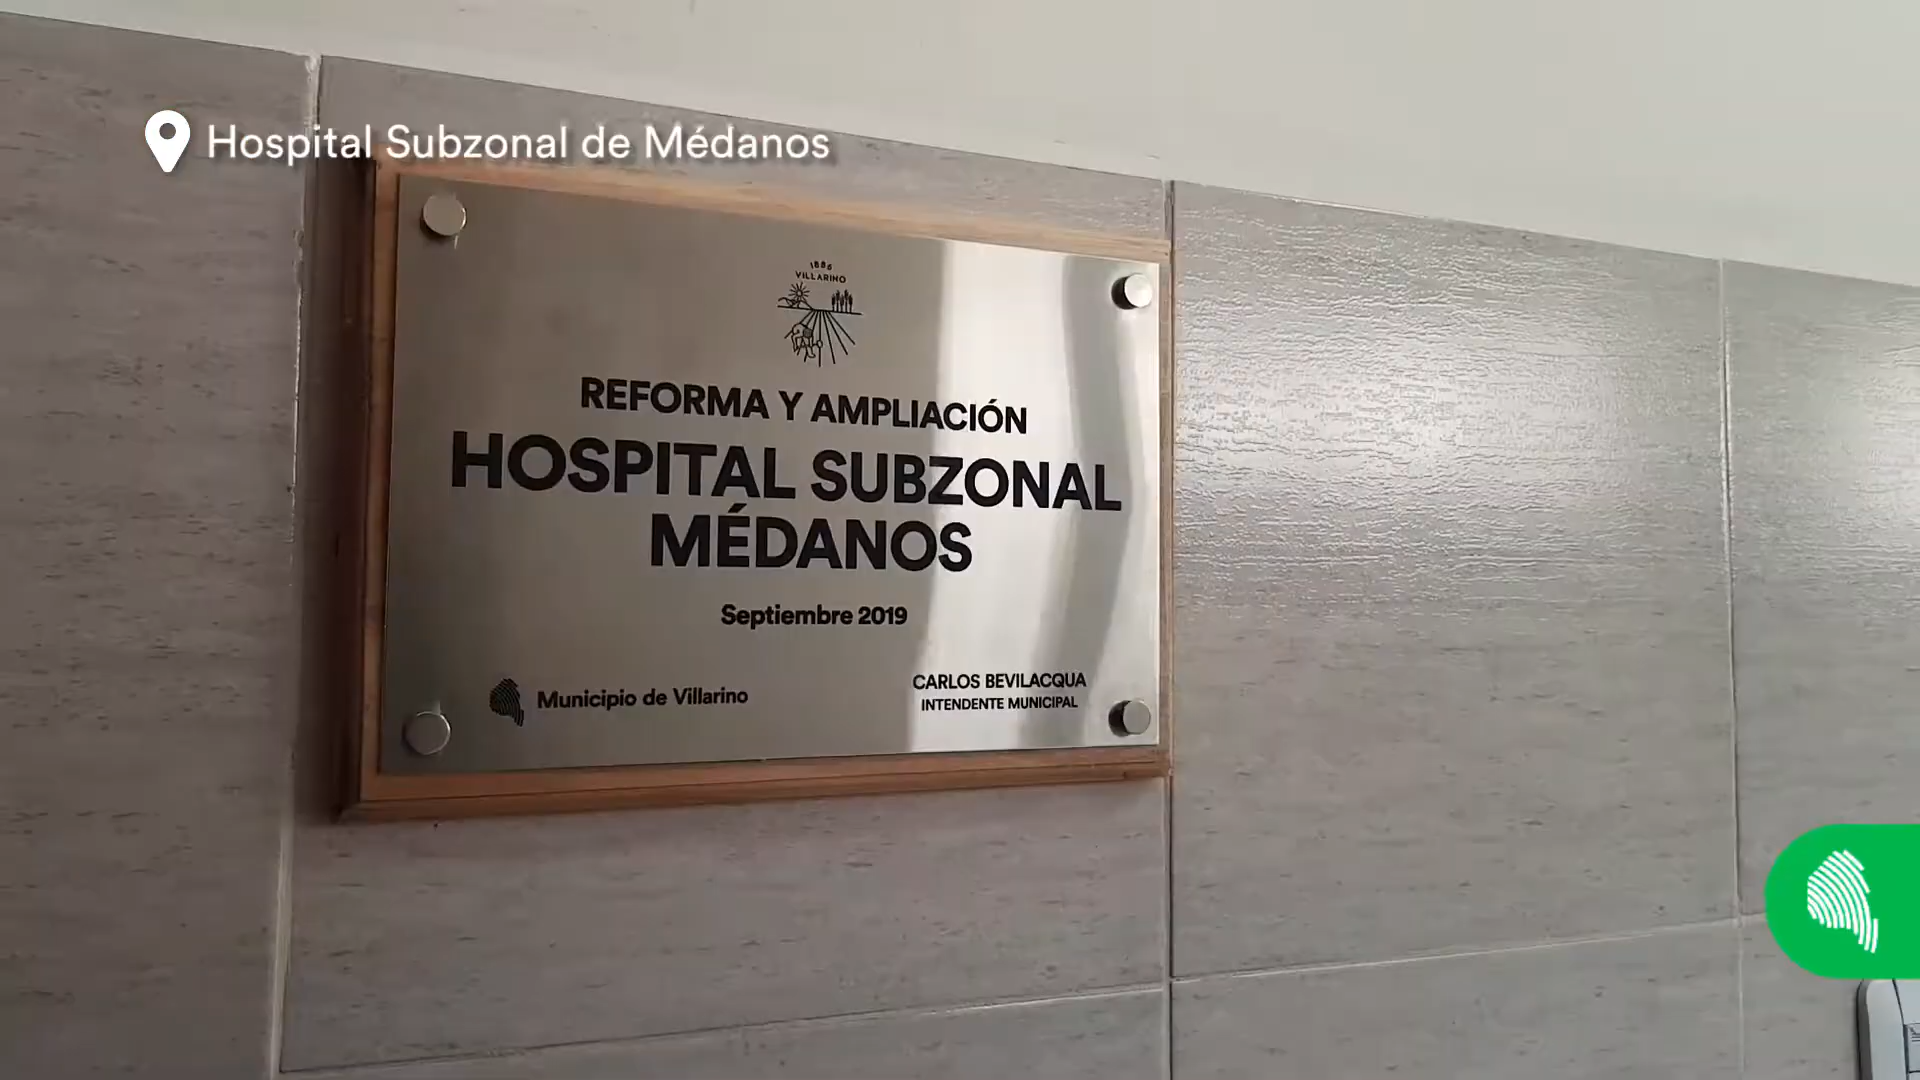 Hospital Subzonal de Médanos
1886
VILLARINO
REFORMA Y AMPLIACIÓN
HOSPITAL SUBZONAL
MÉDANOS
Septiembre 2019
Municipio de Villarino
CARLOS BEVILACQUA
INTENDENTE MUNICIPAL